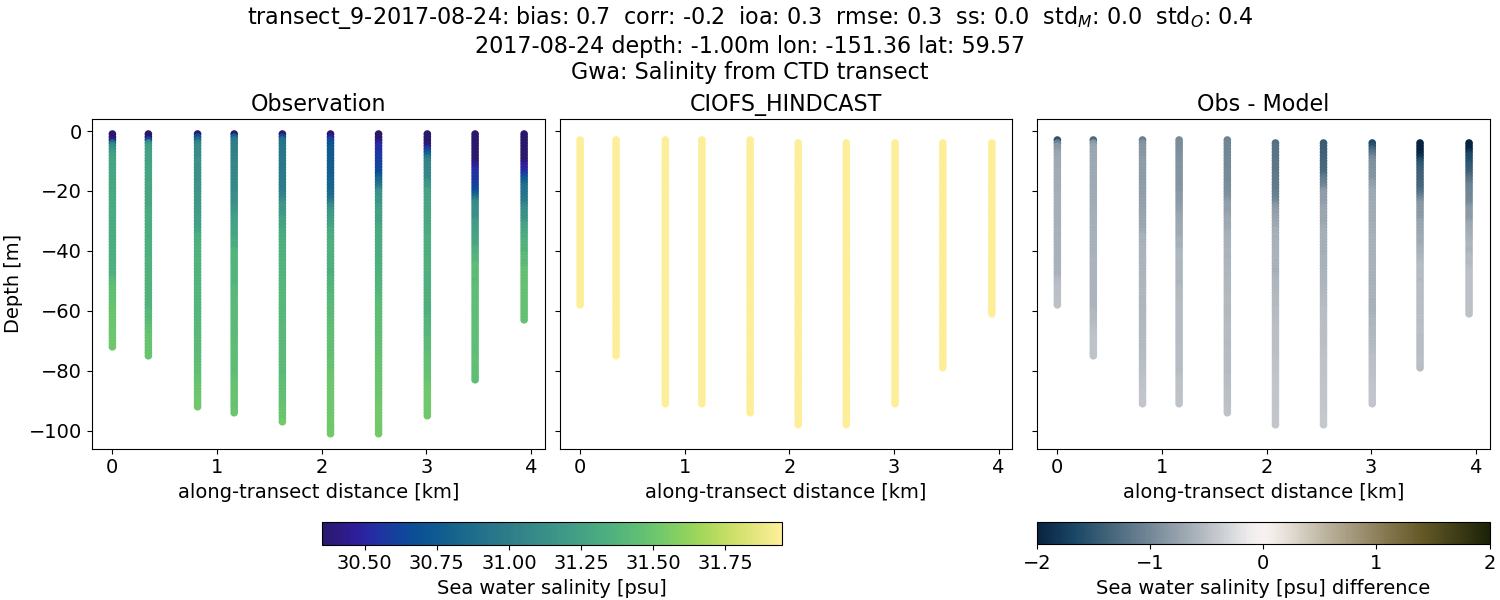 transect_9-2017-08-24: bias: 0.7  corr: -0.2  ioa: 0.3  rmse: 0.3  ss: 0.0  std_M: 0.0  std_O: 0.4
2017-08-24 depth: -1.00m lon: -151.36 lat: 59.57
Gwa: Salinity from CTD transect
Observation
CIOFS_HINDCAST
Obs - Model
Depth [m]
0
−20
−40
−60
−80
−100
0 1 2 3 4
0 1 2 3 4
0 1 2 3 4
along-transect distance [km]
along-transect distance [km]
along-transect distance [km]
30.50 30.75 31.00 31.25 31.50 31.75
Sea water salinity [psu]
−2 −1 0 1 2
Sea water salinity [psu] difference